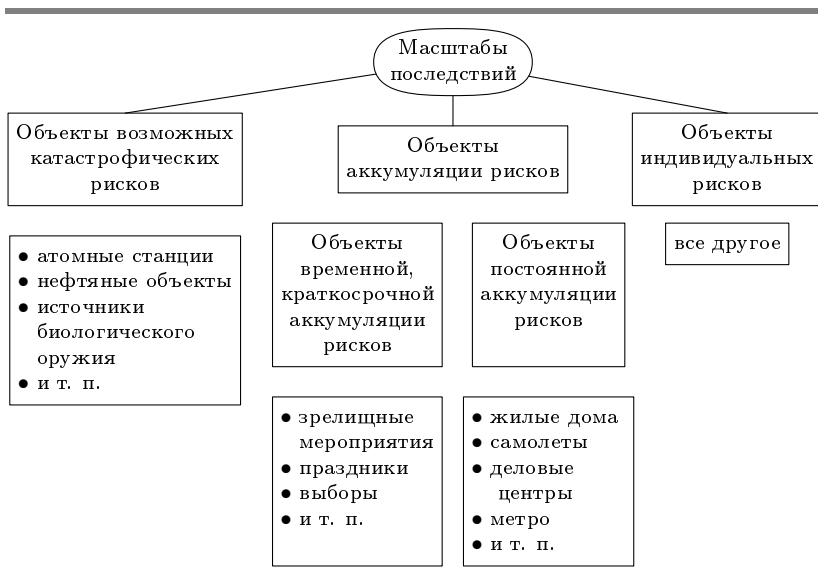 Масштабы
последствий
Объекты возможных
катастрофических
рисков
Объекты
аккумуляции рисков
Объекты
индивидуальных
рисков
• атомные станции
• нефтяные объекты
• источники
биологического
оружия
• и т. п.
Объекты
временной,
краткосрочной
аккумуляции
рисков
Объекты
постоянной
аккумуляции
рисков
все другое
• зрелищные
мероприятия
• праздники
• выборы
• и т. п.
• жилые дома
• самолеты
• деловые
центры
• метро
• и т. п.